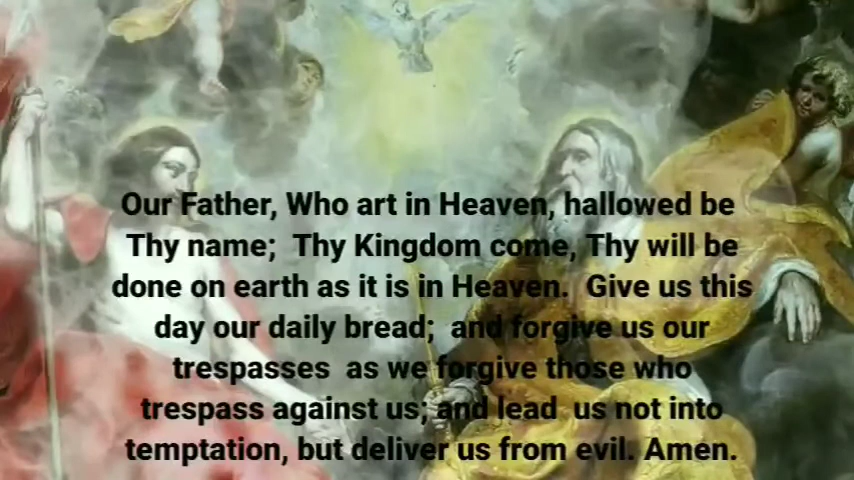 Our Father, Who art in Heaven, hallowed be
Thy name; Thy Kingdom come, Thy will be
done on earth as it is in Heaven. Give us this
day our daily bread; and forgive us our
trespasses as we forgive those who
trespass against us; and lead us not into
temptation, but deliver us from evil. Amen.